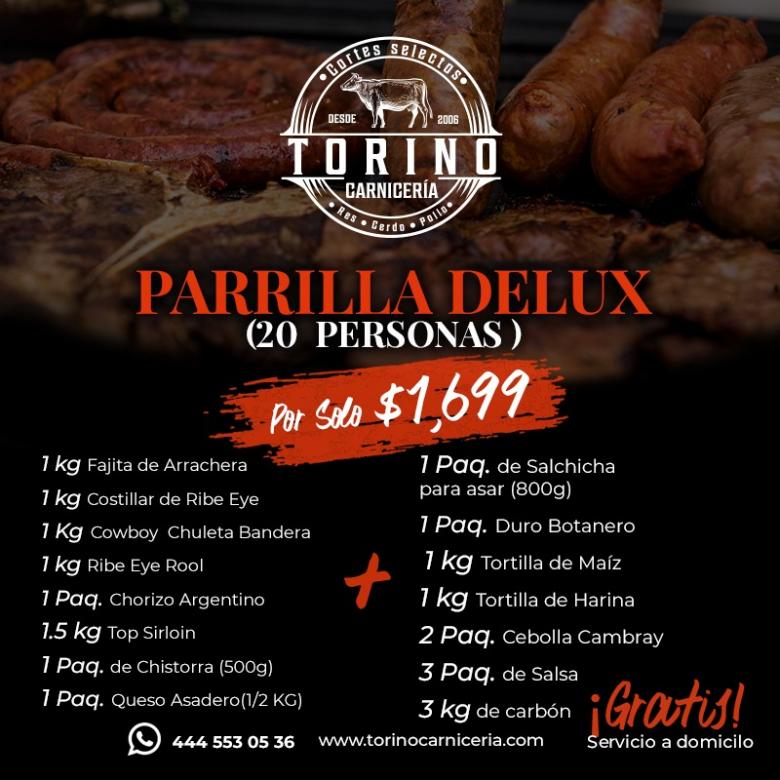 Cortes selectos
DESDE 2006
TORINO
CARNICERÍA
Res • Cerdo • Pollo
PARRILLA DELUX
(20 PERSONAS )
Por Solo $1,699
1 kg Fajita de Arrachera
1 kg Costillar de Ribe Eye
1 Kg Cowboy Chuleta Bandera
1 kg Ribe Eye Rool
1 Paq. Chorizo Argentino
1.5 kg Top Sirloin
1 Paq. de Chistorra (500g)
1 Paq. Queso Asadero(1/2 KG)
+
1 Paq. de Salchicha
para asar (800g)
1 Paq. Duro Botanero
1 kg Tortilla de Maíz
1 kg Tortilla de Harina
2 Paq. Cebolla Cambray
3 Paq. de Salsa
3 kg de carbón
¡Gratis!
Servicio a domicilo
444 553 05 36 www.torinocarniceria.com